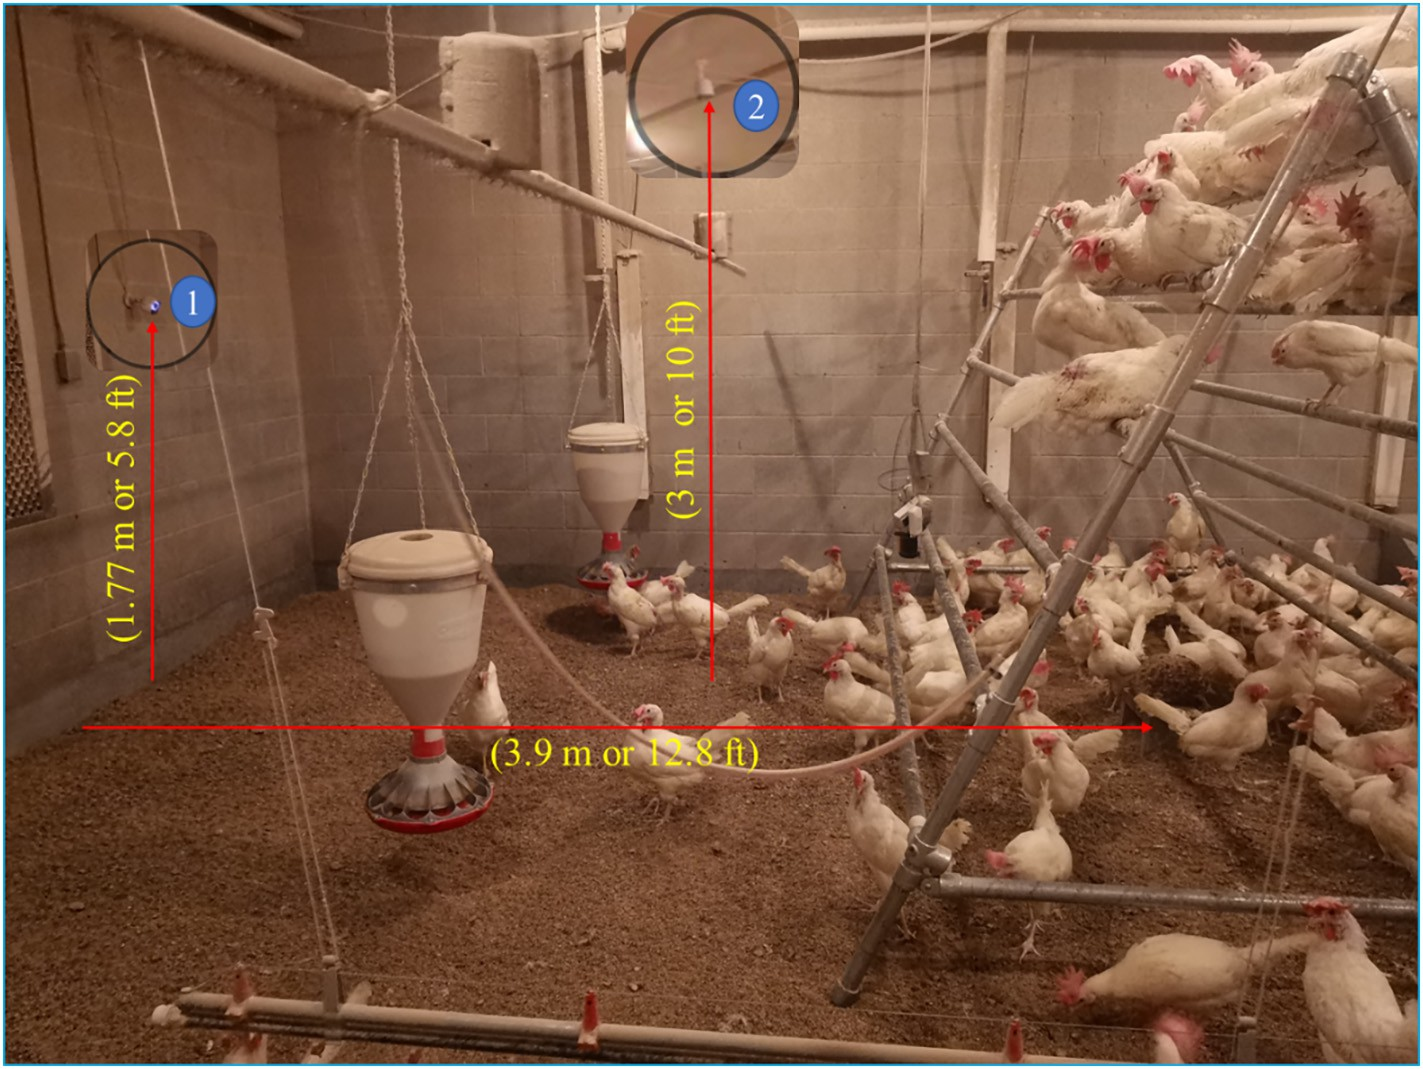 2
1
(3 m or 10 ft)
(1.77 m or 5.8 ft)
(3.9 m or 12.8 ft)